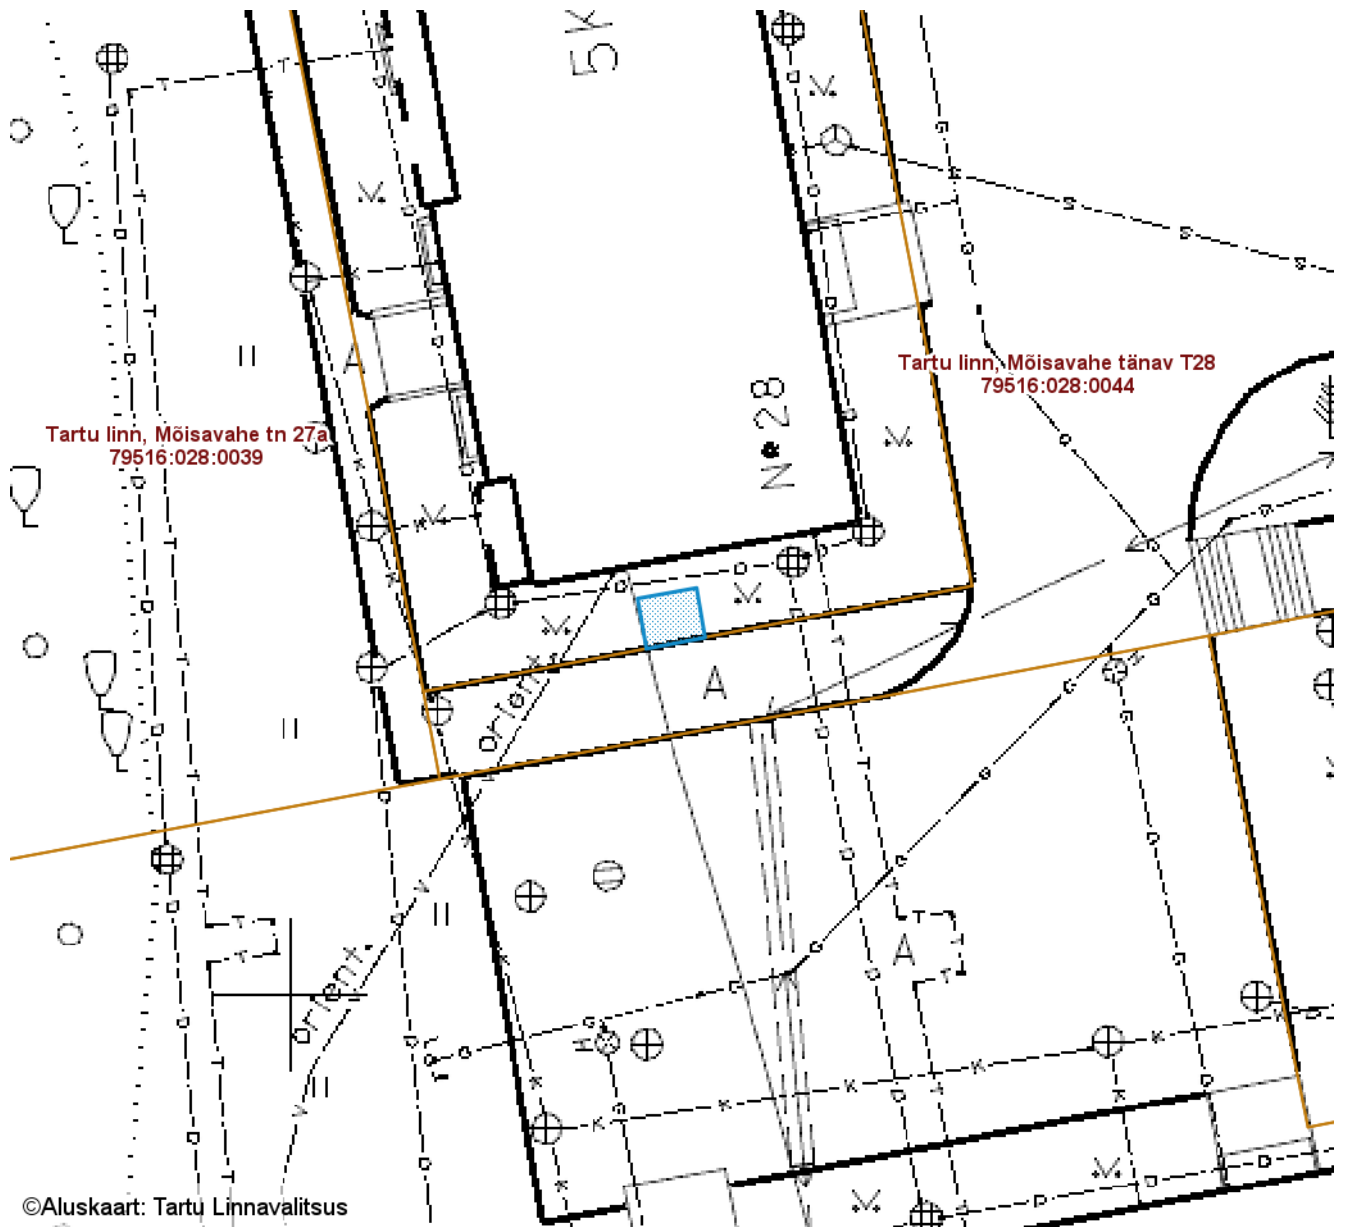 5K
Tartu linn, Mõisavahe tänav T28
79516:028:0044
N• 28
Tartu linn, Mõisavahe tn 27a
79516:028:0039
A
Orient.
A
A
Orient.
©Aluskaart: Tartu Linnavalitsus